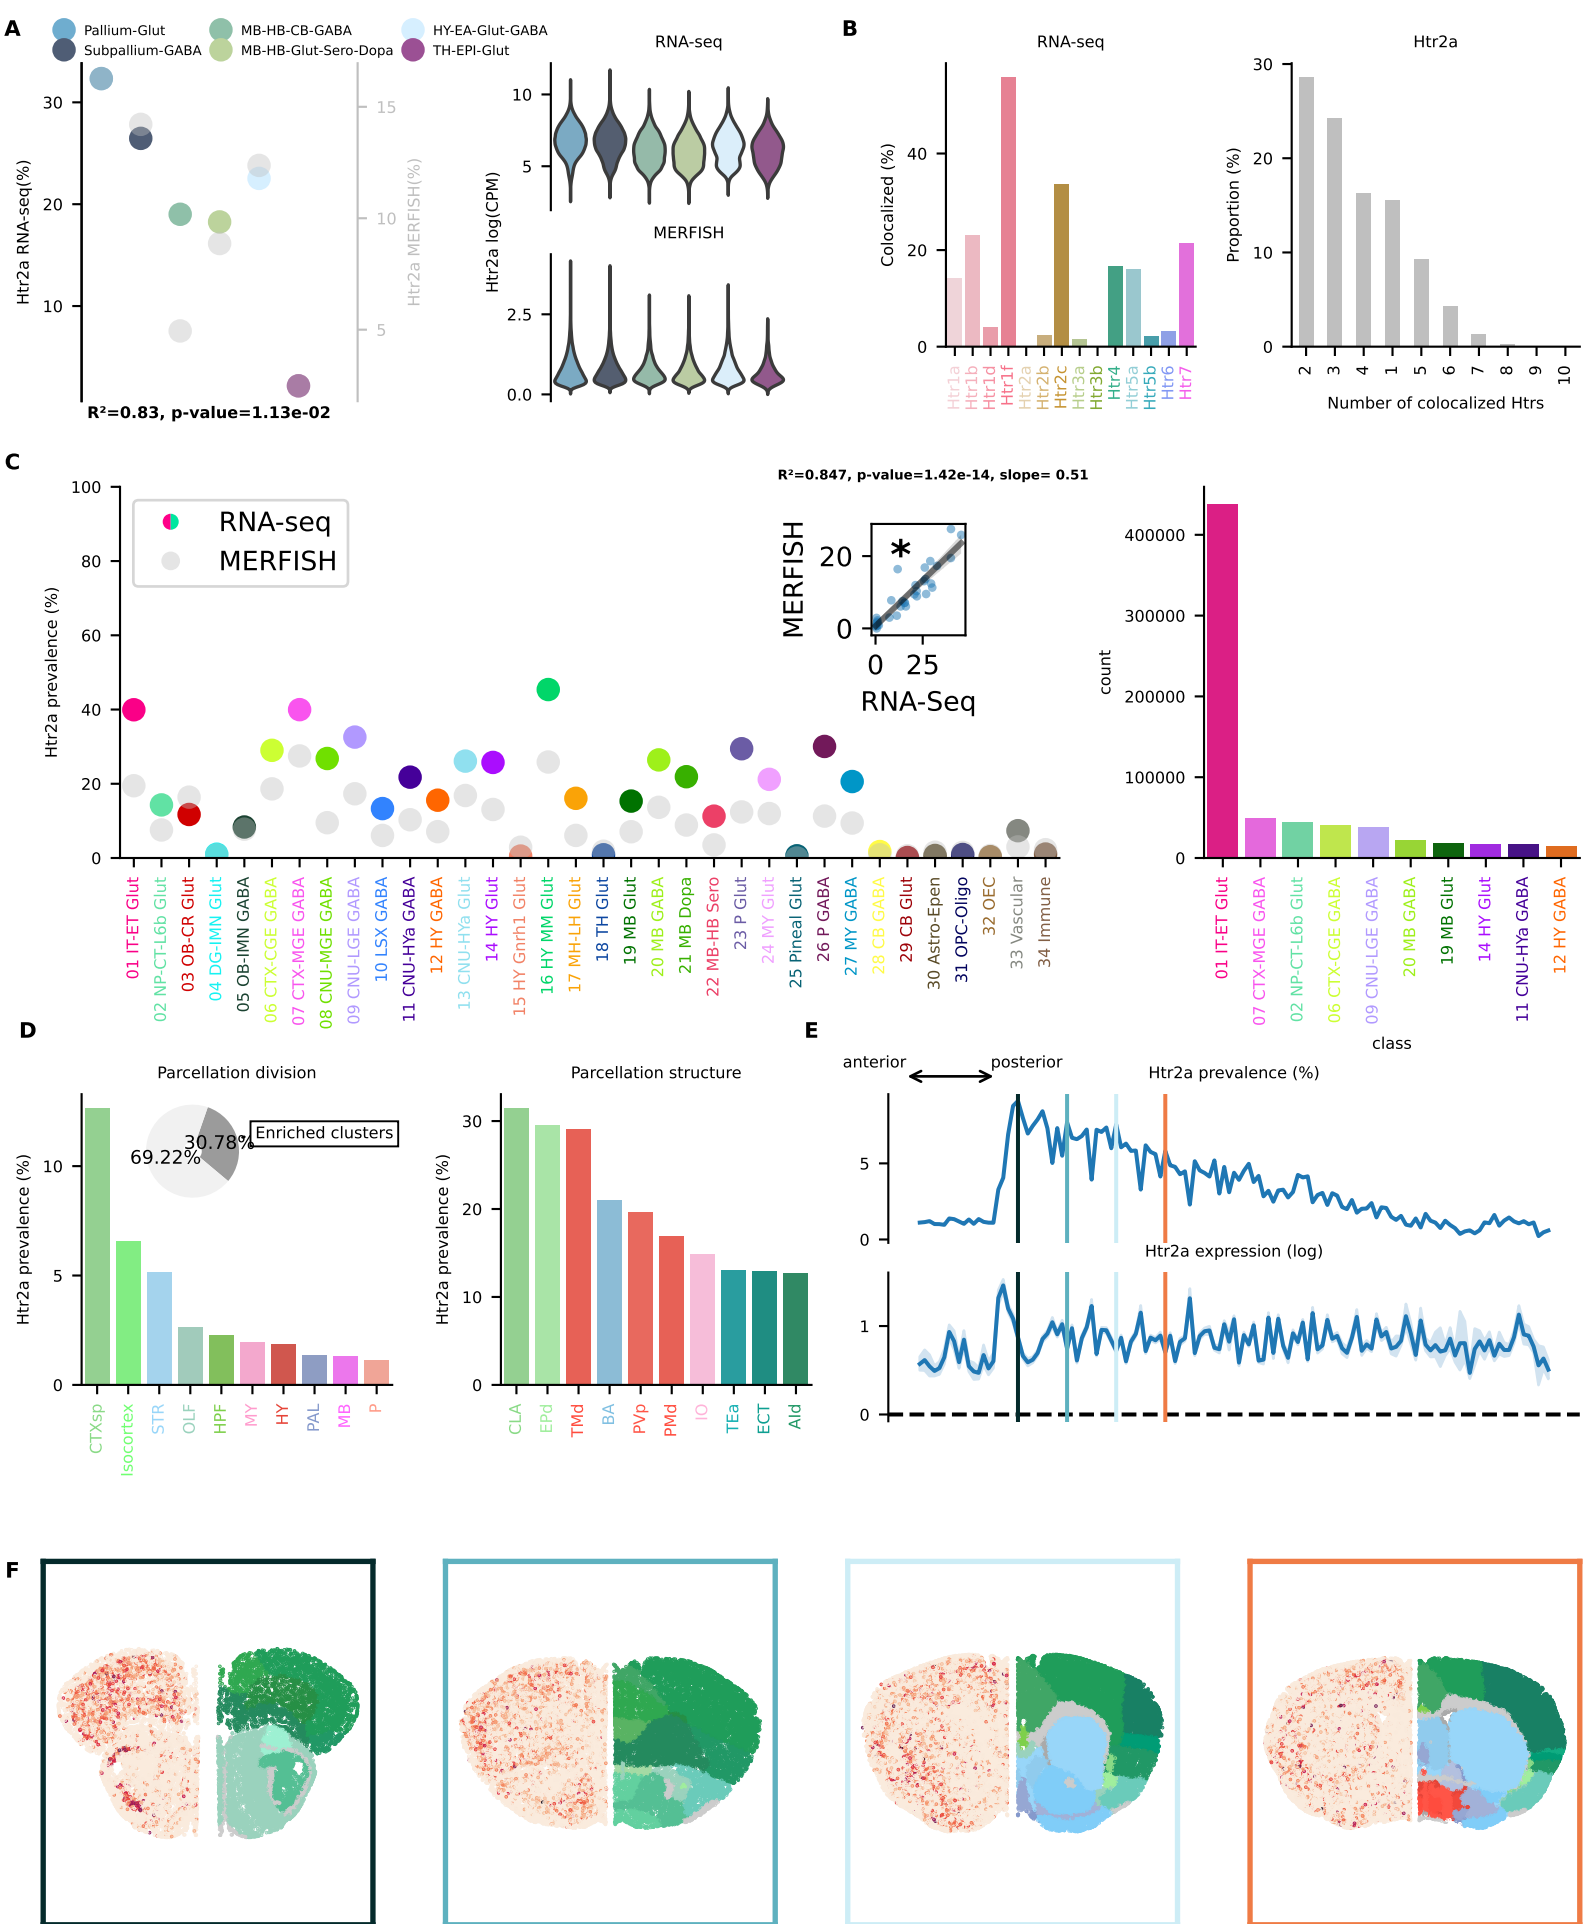 A
Pallium-Glut
MB-HB-CB-GABA
HY-EA-Glut-GABA
Subpallium-GABA
MB-HB-Glut-Sero-Dopa
TH-EPI-Glut
Htr2a RNA-seq(%)
30
20
10
Htr2a MERFISH(%)
15
10
5
R²=0.83, p-value=1.13e-02
RNA-seq
10
5
Htr2a log(CPM)
MERFISH
2.5
0.0
B
RNA-seq
Colocalized (%)
40
20
0
Htr1a
Htr1b
Htr1d
Htr1f
Htr2a
Htr2b
Htr2c
Htr3a
Htr3b
Htr4
Htr5a
Htr5b
Htr6
Htr7
Htr2a
Proportion (%)
30
20
10
0
2
3
4
1
5
6
7
8
9
10
Number of colocalized Htrs
C
Htr2a prevalence (%)
100
80
60
40
20
0
RNA-seq
MERFISH
R²=0.847, p-value=1.42e-14, slope= 0.51
MERFISH
20
0
*
0
25
RNA-Seq
01 IT-ET Glut
02 NP-CT-L6b Glut
03 OB-CR Glut
04 DG-IMN Glut
05 OB-IMN GABA
06 CTX-CGE GABA
07 CTX-MGE GABA
08 CNU-MGE GABA
09 CNU-LGE GABA
10 LSX GABA
11 CNU-HYa GABA
12 HY GABA
13 CNU-HYa Glut
14 HY Glut
15 HY Gnrh1 Glut
16 HY MM Glut
17 MH-LH Glut
18 TH Glut
19 MB Glut
20 MB GABA
21 MB Dopa
22 MB-HB Sero
23 P Glut
24 MY Glut
25 Pineal Glut
26 P GABA
27 MY GABA
28 CB GABA
29 CB Glut
30 Astro-Epen
31 OPC-Oligo
32 OEC
33 Vascular
34 Immune
count
400000
300000
200000
100000
0
01 IT-ET Glut
07 CTX-MGE GABA
02 NP-CT-L6b Glut
06 CTX-CGE GABA
09 CNU-LGE GABA
20 MB GABA
19 MB Glut
14 HY Glut
11 CNU-HYa GABA
12 HY GABA
class
D
Parcellation division
Htr2a prevalence (%)
10
5
0
69.22%
30.78%
Enriched clusters
CTXsp
Isocortex
STR
OLF
HPF
MY
HY
PAL
MB
P
Parcellation structure
Htr2a prevalence (%)
30
20
10
0
CLA
EPd
TMd
BA
PVp
PMd
IO
TEa
ECT
AId
E
anterior
posterior
Htr2a prevalence (%)
5
0
Htr2a expression (log)
1
0
F